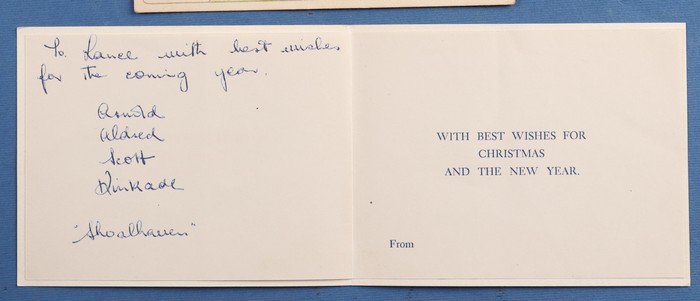 To Lance with best wishes
for the coming year.
Arnold
Aldred
Scott
Kinkade
"Shoalhaven"
WITH BEST WISHES FOR
CHRISTMAS
AND THE NEW YEAR.
From